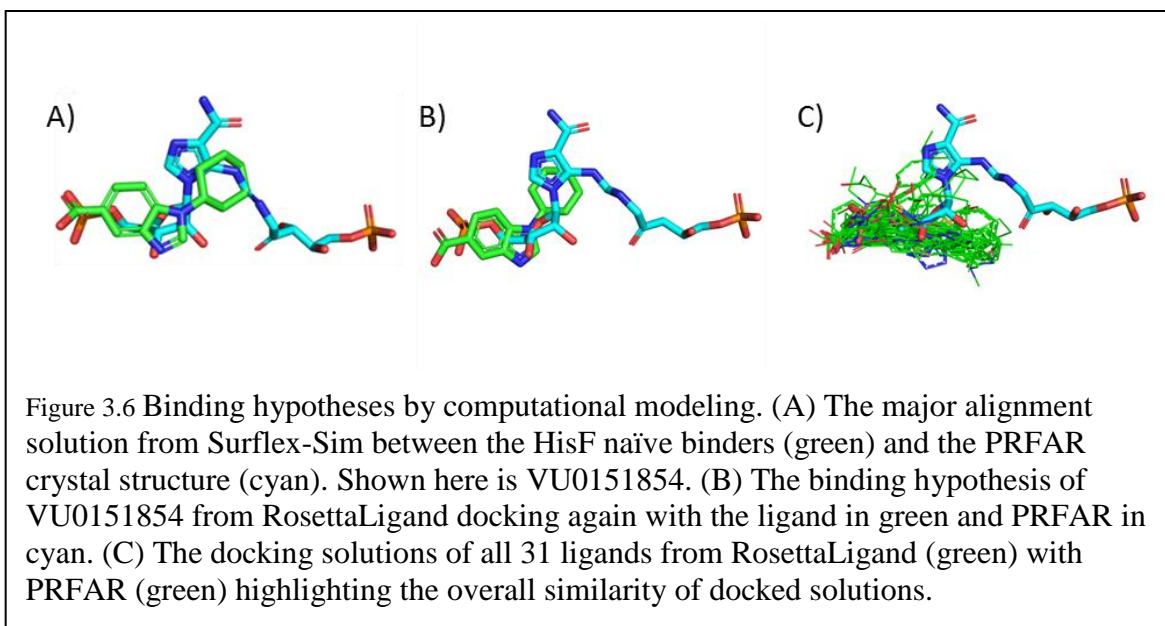 A)
B)
C)
Figure 3.6 Binding hypotheses by computational modeling. (A) The major alignment
solution from Surflex-Sim between the HisF naïve binders (green) and the PRFAR
crystal structure (cyan). Shown here is VU0151854. (B) The binding hypothesis of
VU0151854 from RosettaLigand docking again with the ligand in green and PRFAR in
cyan. (C) The docking solutions of all 31 ligands from RosettaLigand (green) with
PRFAR (green) highlighting the overall similarity of docked solutions.